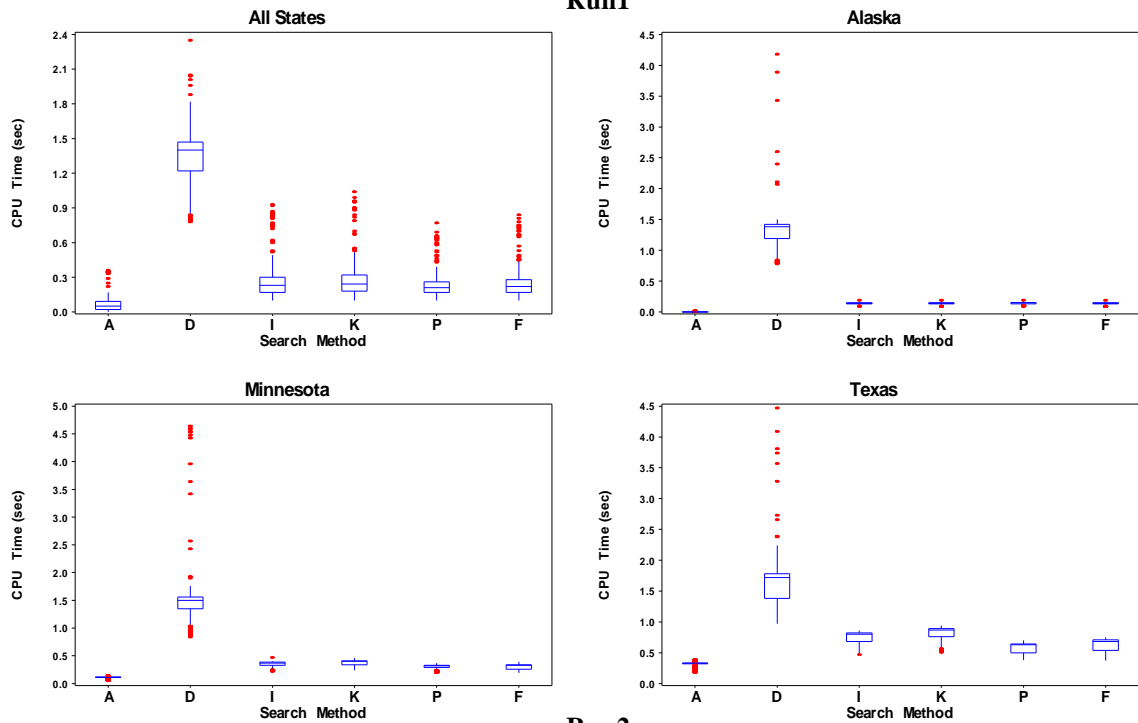 Run1
All States
CPU Time (sec)
2.4
2.1
1.8
1.5
1.2
0.9
0.6
0.3
0.0
A D I K P F
Search Method
Alaska
CPU Time (sec)
4.5
4.0
3.5
3.0
2.5
2.0
1.5
1.0
0.5
0.0
A D I K P F
Search Method
Minnesota
CPU Time (sec)
5.0
4.5
4.0
3.5
3.0
2.5
2.0
1.5
1.0
0.5
0.0
A D I K P F
Search Method
Texas
CPU Time (sec)
4.5
4.0
3.5
3.0
2.5
2.0
1.5
1.0
0.5
0.0
A D I K P F
Search Method